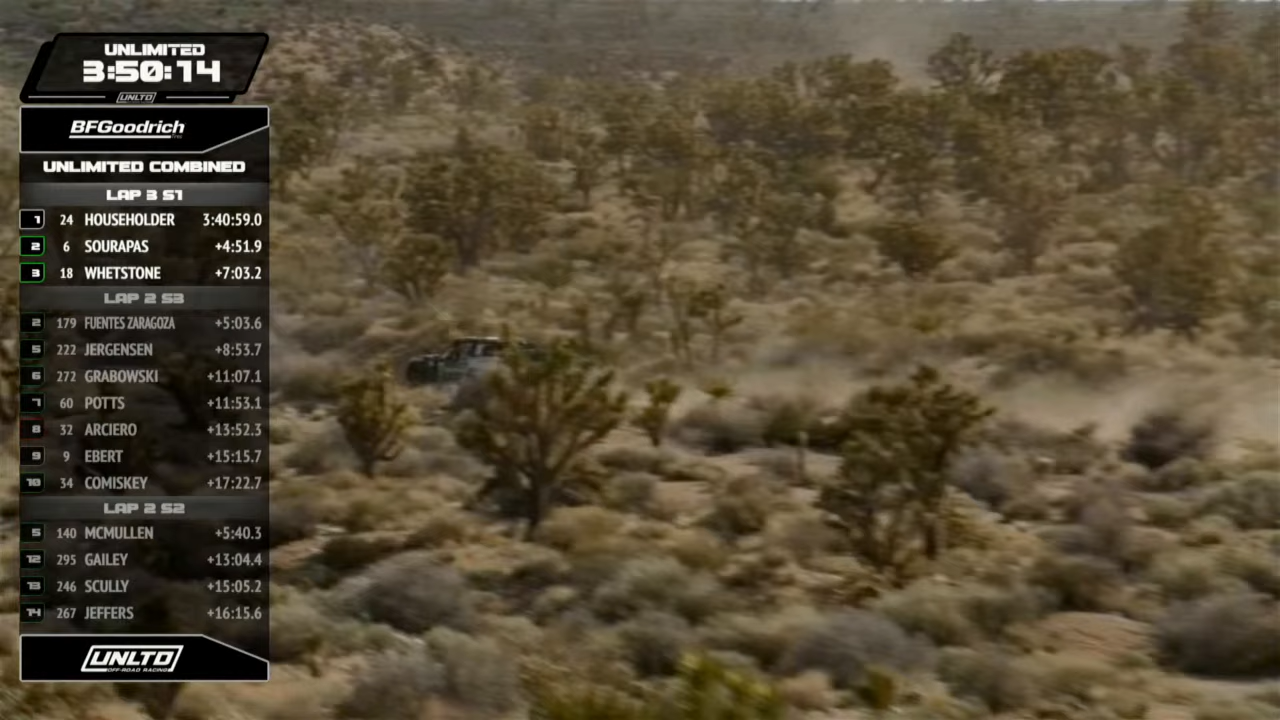 UNLIMITED
3:50:14
UNLTD
BFGoodrich
UNLIMITED COMBINED
LAP 3 S1
1 24 HOUSEHOLDER 3:40:59.0
2 6 SOURAPAS +4:51.9
3 18 WHETSTONE +7:03.2
LAP 2 S3
2 179 FUENTES ZARAGOZA +5:03.6
5 222 JERGENSEN +8:53.7
6 272 GRABOWSKI +11:07.1
7 60 POTTS +11:53.1
8 32 ARCIERO +13:52.3
9 9 EBERT +15:15.7
10 34 COMISKEY +17:22.7
LAP 2 S2
5 140 MCMULLEN +5:40.3
12 295 GAILEY +13:04.4
13 246 SCULLY +15:05.2
14 267 JEFFERS +16:15.6
UNLTD
OFF-ROAD RACING